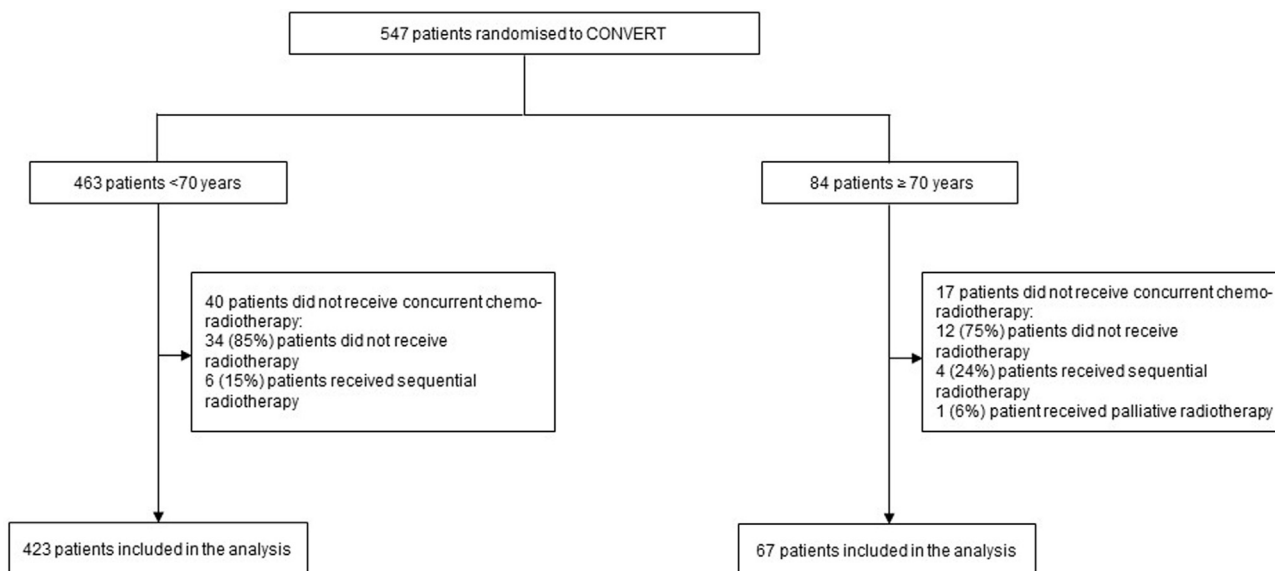 547 patients randomised to CONVERT
463 patients <70 years
84 patients ≥ 70 years
40 patients did not receive concurrent chemo-
radiotherapy:
34 (85%) patients did not receive
radiotherapy
6 (15%) patients received sequential
radiotherapy
17 patients did not receive concurrent chemo-
radiotherapy:
12 (75%) patients did not receive
radiotherapy
4 (24%) patients received sequential
radiotherapy
1 (6%) patient received palliative radiotherapy
423 patients included in the analysis
67 patients included in the analysis